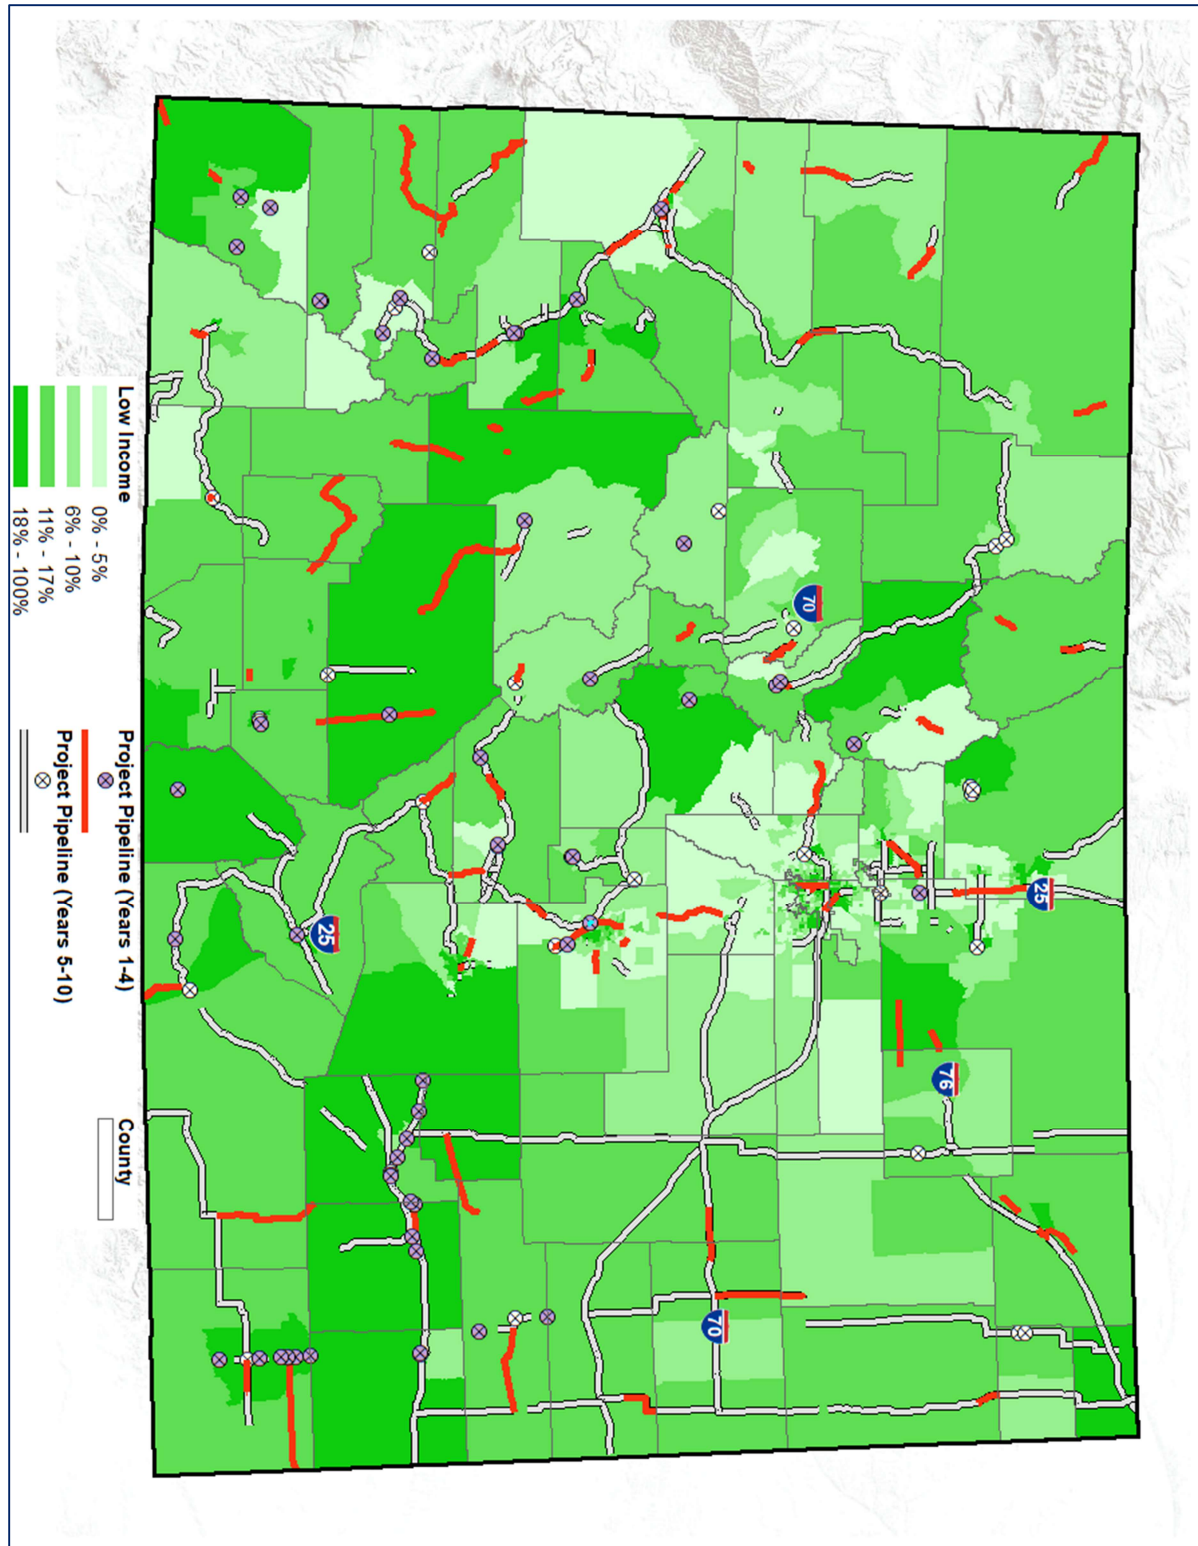 70
25
25
76
70
Low Income
0% - 5%
6% - 10%
11% - 17%
18% - 100%
Project Pipeline (Years 1-4)
Project Pipeline (Years 5-10)
County